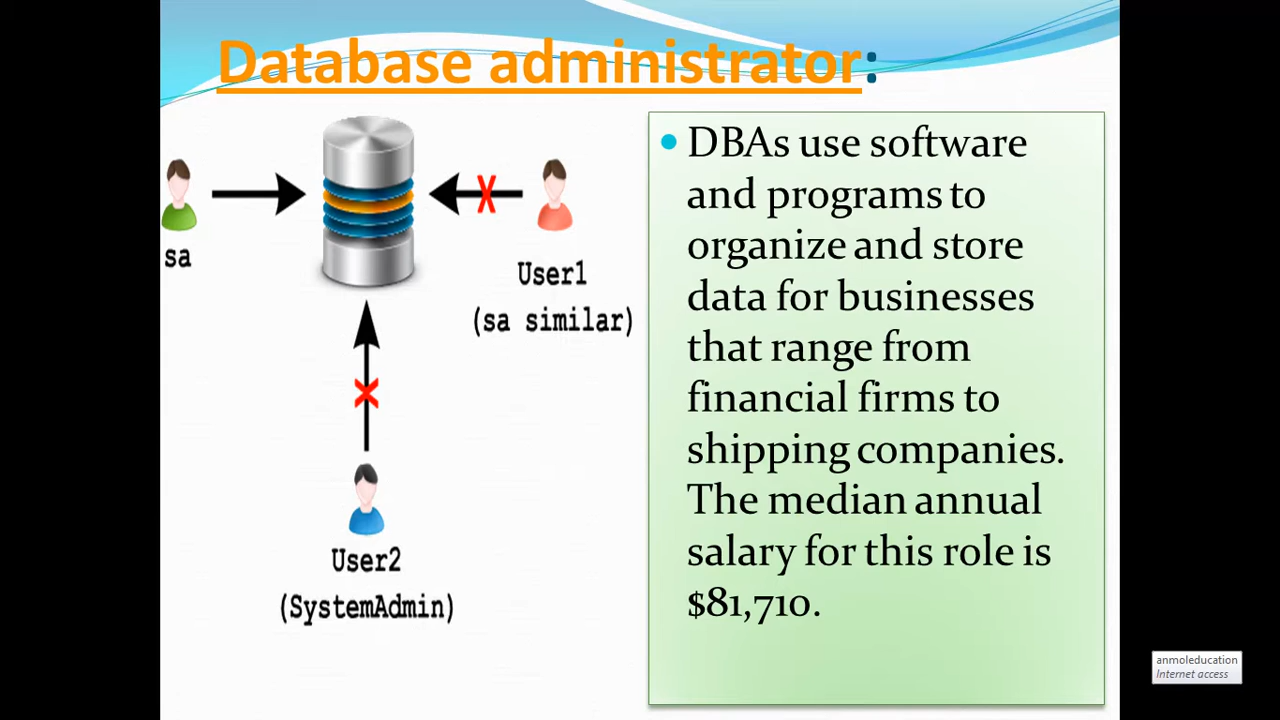 Database administrator:
sa
User1
(sa similar)
User2
(SystemAdmin)
• DBAs use software
and programs to
organize and store
data for businesses
that range from
financial firms to
shipping companies.
The median annual
salary for this role is
$81,710.
anmoleducation
Internet access